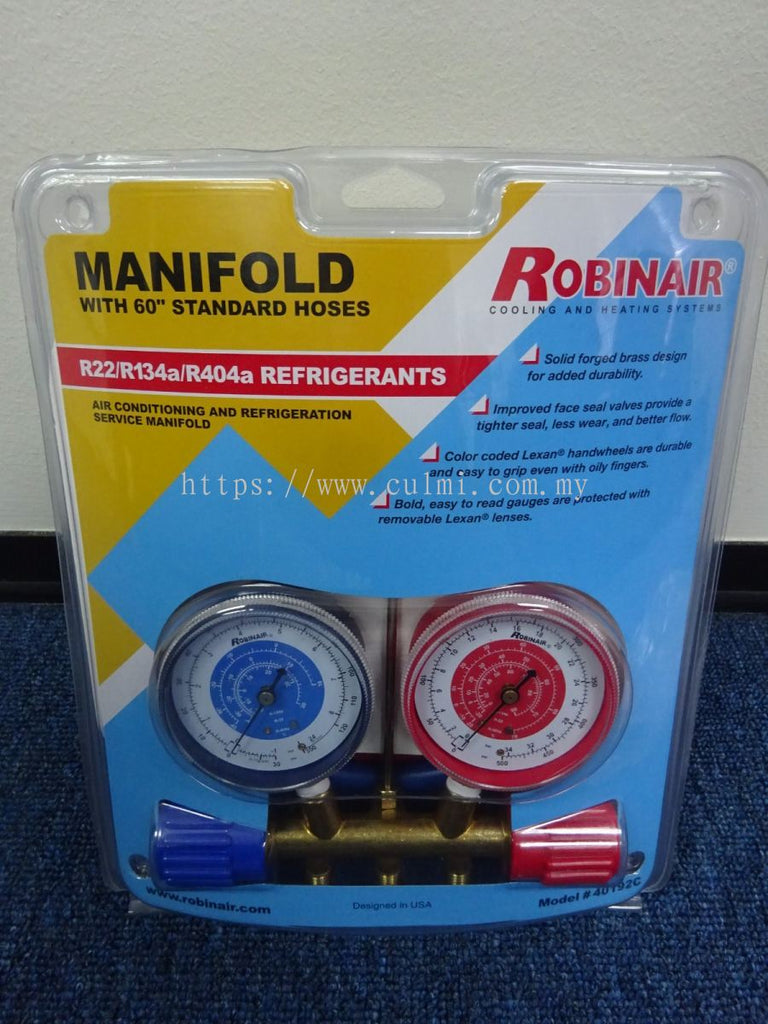 MANIFOLD
WITH 60" STANDARD HOSES
ROBINAIR®
COOLING AND HEATING SYSTEMS
R22/R134a/R404a REFRIGERANTS
AIR CONDITIONING AND REFRIGERATION
SERVICE MANIFOLD
Solid forged brass design
for added durability.
Improved face seal valves provide a
tighter seal, less wear, and better flow.
Color coded Lexan® handwheels are durable
and easy to grip even with oily fingers.
Bold, easy to read gauges are protected with
removable Lexan® lenses.
https://www.culmi.com.my
ROBINAIR®
ROBINAIR®
www.robinair.com
Designed in USA
Model # 40192C